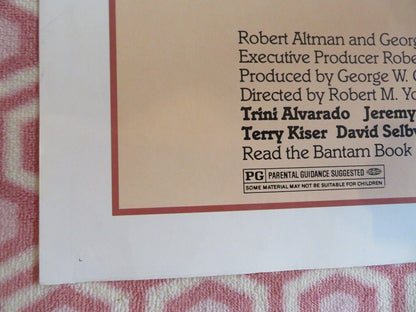 Robert Altman and Georg
Executive Producer Robe
Produced by George W. G
Directed by Robert M. Yo
Trini Alvarado Jeremy
Terry Kiser David Selby
Read the Bantam Book
PG PARENTAL GUIDANCE SUGGESTED
SOME MATERIAL MAY NOT BE SUITABLE FOR CHILDREN